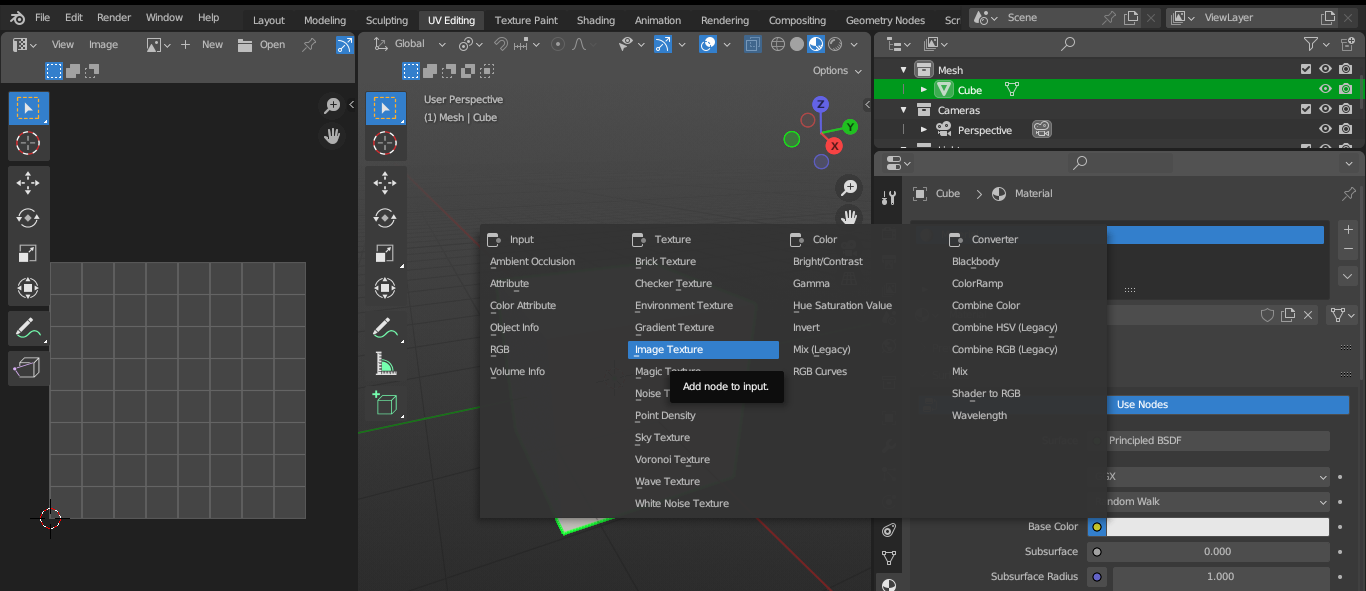 File Edit Render Window Help Layout Modeling Sculpting UV Editing Texture Paint Shading Animation Rendering Compositing Geometry Nodes Scr Scene ViewLayer
View Image New Open Global
Options
User Perspective
(1) Mesh | Cube
Z
Y
X
Mesh
Cube
Cameras
Perspective
Cube Material
Input
Ambient Occlusion
Attribute
Color Attribute
Object Info
RGB
Volume Info
Texture
Brick Texture
Checker Texture
Environment Texture
Gradient Texture
Image Texture
Magic Texture
Noise T
Point Density
Sky Texture
Voronoi Texture
Wave Texture
White Noise Texture
Add node to input.
Color
Bright/Contrast
Gamma
Hue Saturation Value
Invert
Mix (Legacy)
RGB Curves
Converter
Blackbody
ColorRamp
Combine Color
Combine HSV (Legacy)
Combine RGB (Legacy)
Mix
Shader to RGB
Wavelength
Use Nodes
Principled BSDF
GX
ndom Walk
Base Color
Subsurface 0.000
Subsurface Radius 1.000